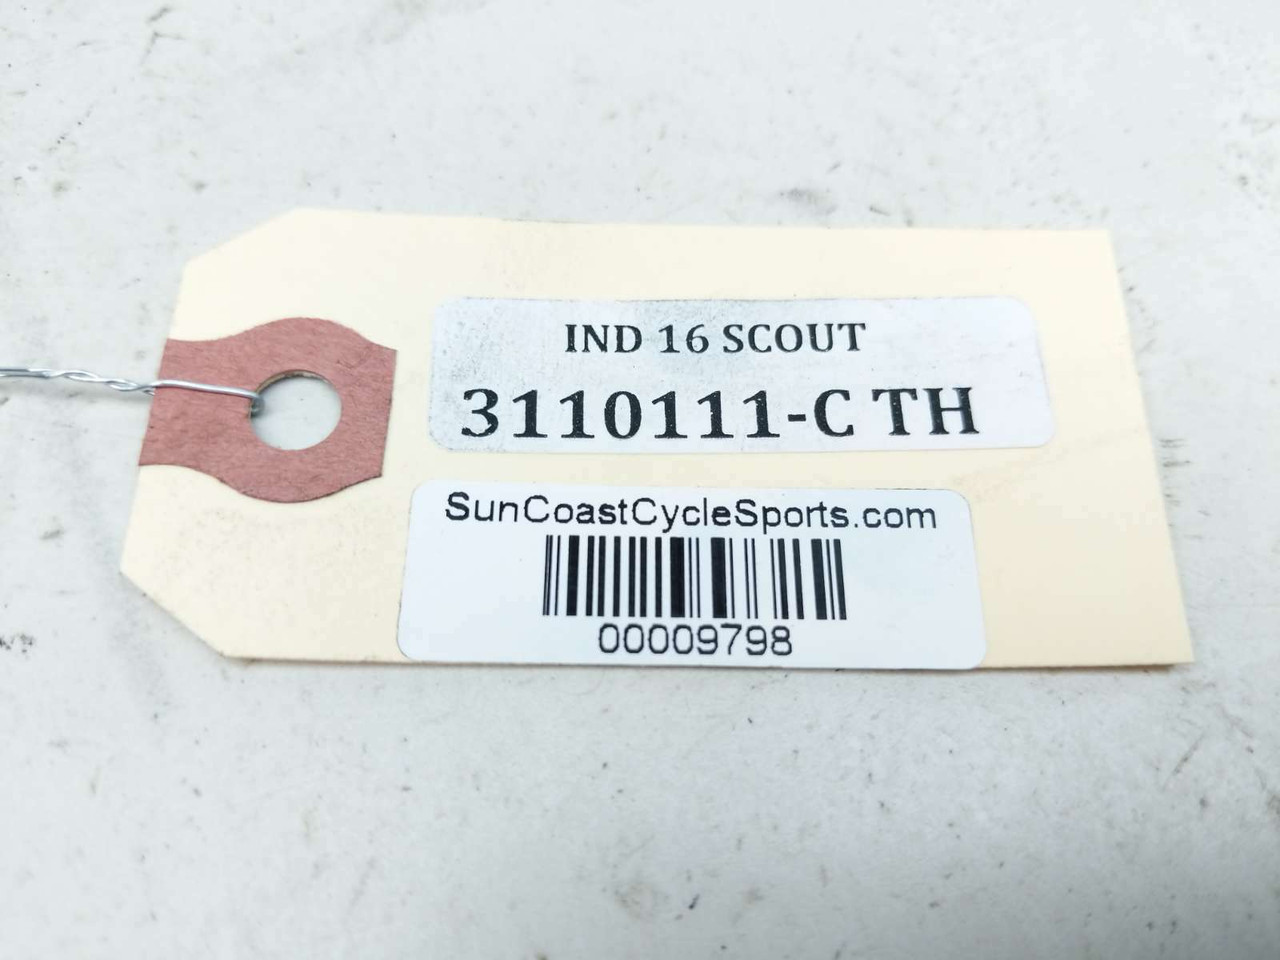 IND 16 SCOUT
3110111-C TH
SunCoastCycleSports.com
00009798